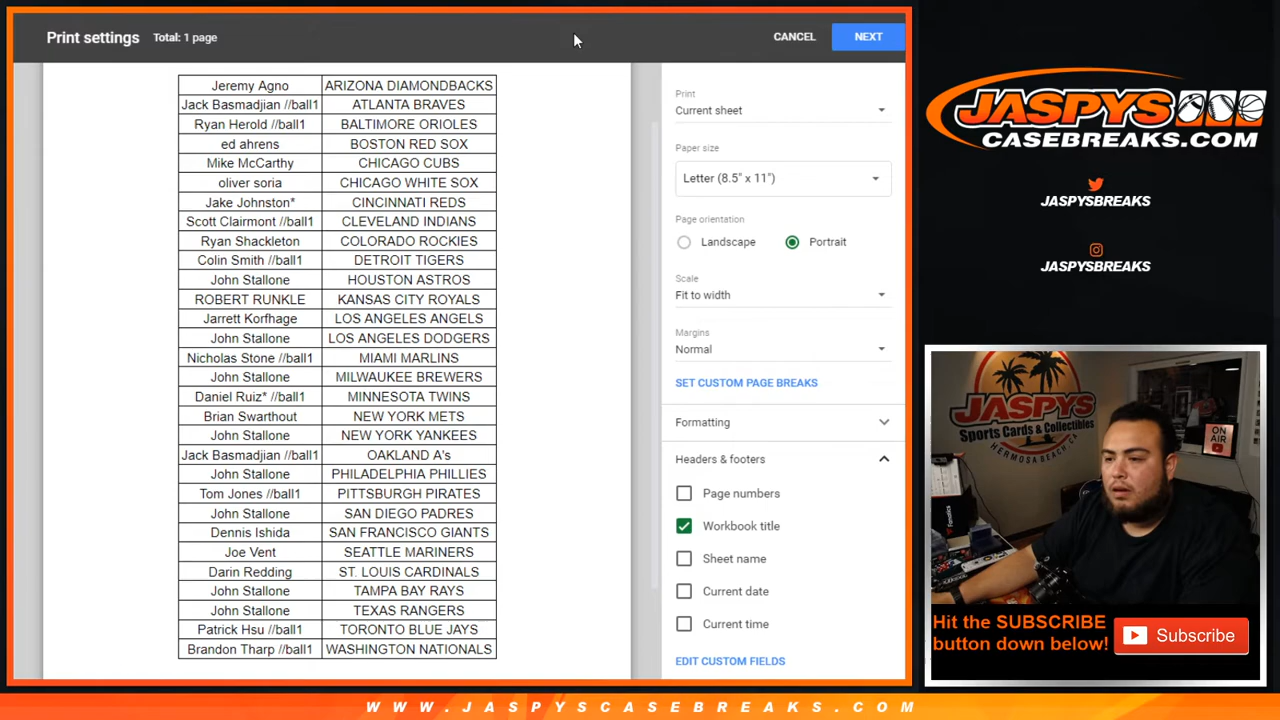 Print settings Total: 1 page CANCEL NEXT
Jeremy Agno ARIZONA DIAMONDBACKS
Jack Basmadjian //ball1 ATLANTA BRAVES
Ryan Herold //ball1 BALTIMORE ORIOLES
ed ahrens BOSTON RED SOX
Mike McCarthy CHICAGO CUBS
oliver soria CHICAGO WHITE SOX
Jake Johnston* CINCINNATI REDS
Scott Clairmont //ball1 CLEVELAND INDIANS
Ryan Shackleton COLORADO ROCKIES
Colin Smith //ball1 DETROIT TIGERS
John Stallone HOUSTON ASTROS
ROBERT RUNKLE KANSAS CITY ROYALS
Jarrett Korfhage LOS ANGELES ANGELS
John Stallone LOS ANGELES DODGERS
Nicholas Stone //ball1 MIAMI MARLINS
John Stallone MILWAUKEE BREWERS
Daniel Ruiz* //ball1 MINNESOTA TWINS
Brian Swarthout NEW YORK METS
John Stallone NEW YORK YANKEES
Jack Basmadjian //ball1 OAKLAND A's
John Stallone PHILADELPHIA PHILLIES
Tom Jones //ball1 PITTSBURGH PIRATES
John Stallone SAN DIEGO PADRES
Dennis Ishida SAN FRANCISCO GIANTS
Joe Vent SEATTLE MARINERS
Darin Redding ST. LOUIS CARDINALS
John Stallone TAMPA BAY RAYS
John Stallone TEXAS RANGERS
Patrick Hsu //ball1 TORONTO BLUE JAYS
Brandon Tharp //ball1 WASHINGTON NATIONALS
Print
Current sheet
Paper size
Letter (8.5" x 11")
Page orientation
Landscape Portrait
Scale
Fit to width
Margins
Normal
SET CUSTOM PAGE BREAKS
Formatting
Headers & footers
Page numbers
Workbook title
Sheet name
Current date
Current time
EDIT CUSTOM FIELDS
JASPYS
CASEBREAKS.COM
JASPYSBREAKS
JASPYSBREAKS
JASPYS
Sports Cards & Collectibles
HERMOSA BEACH, CA
ON AIR
Fanatics
Hit the SUBSCRIBE
button down below!
Subscribe
WWW.JASPYSCASEBREAKS.COM